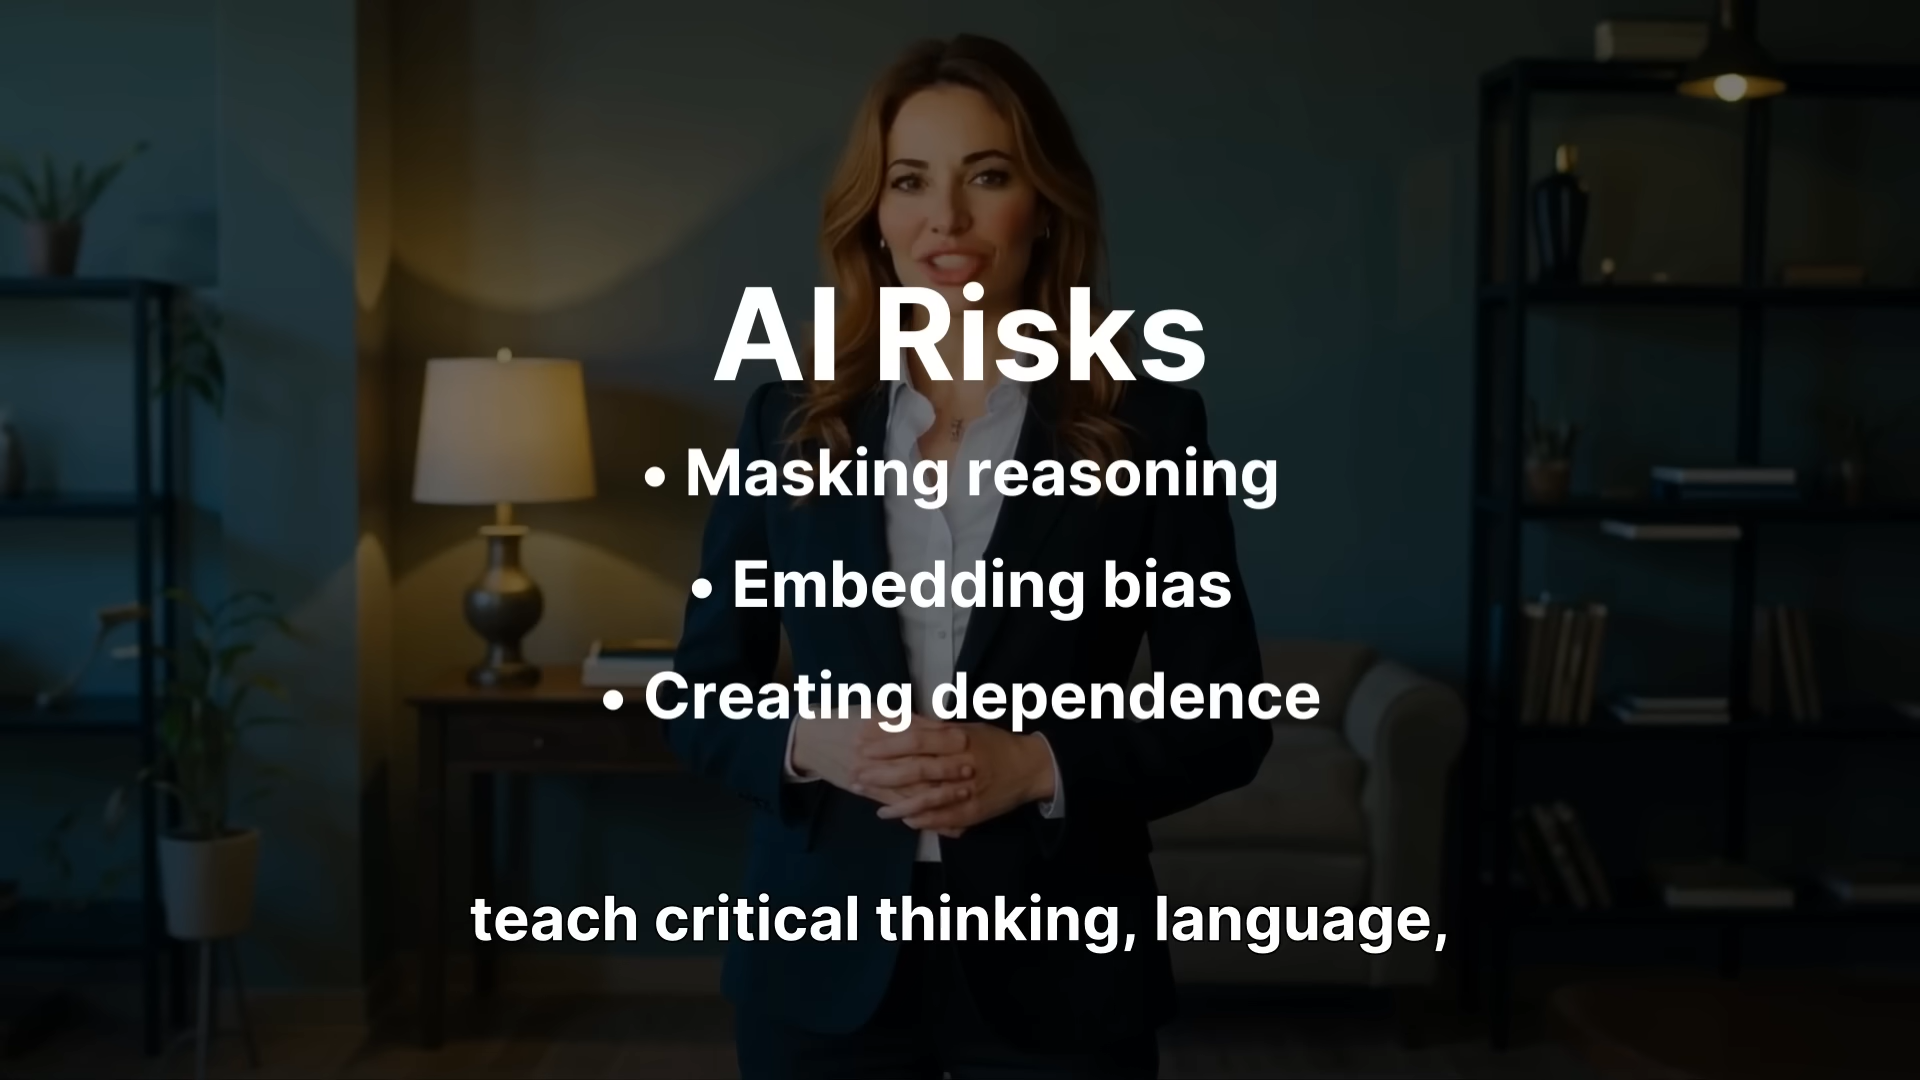 AI Risks
• Masking reasoning
• Embedding bias
• Creating dependence
teach critical thinking, language,